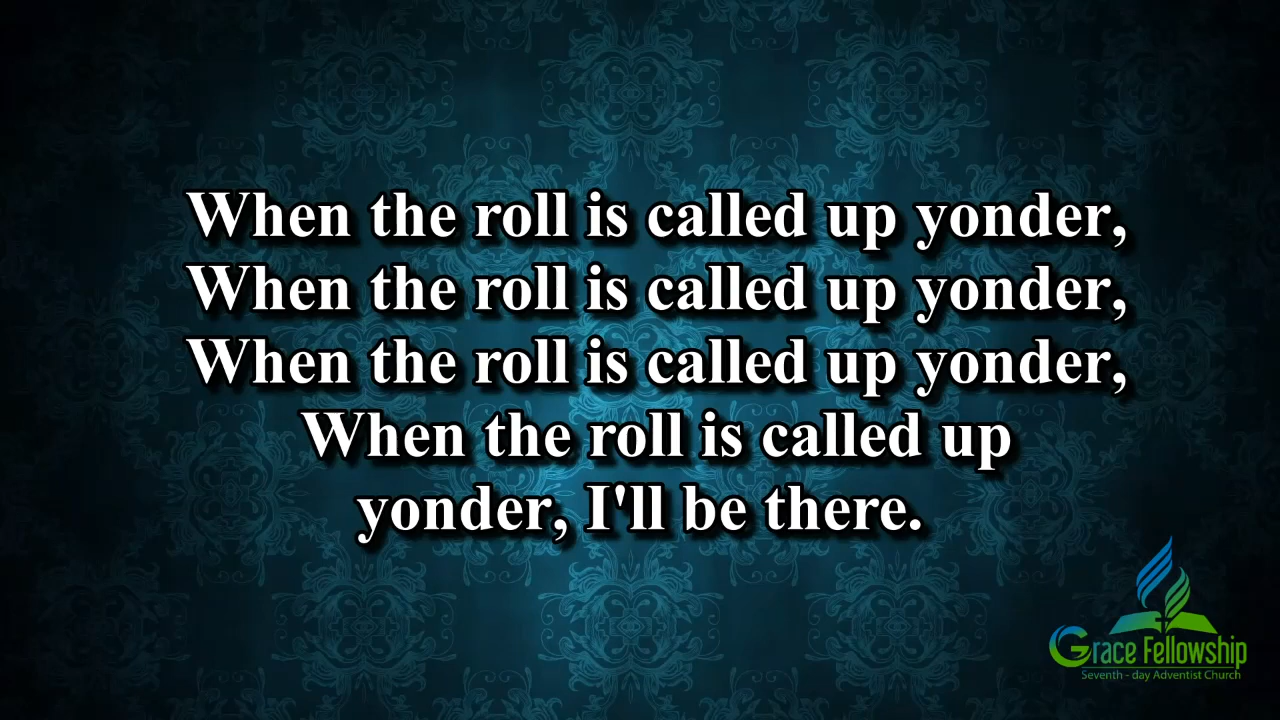 When the roll is called up yonder,
When the roll is called up yonder,
When the roll is called up yonder,
When the roll is called up
yonder, I'll be there.
Grace Fellowship
Seventh - day Adventist Church